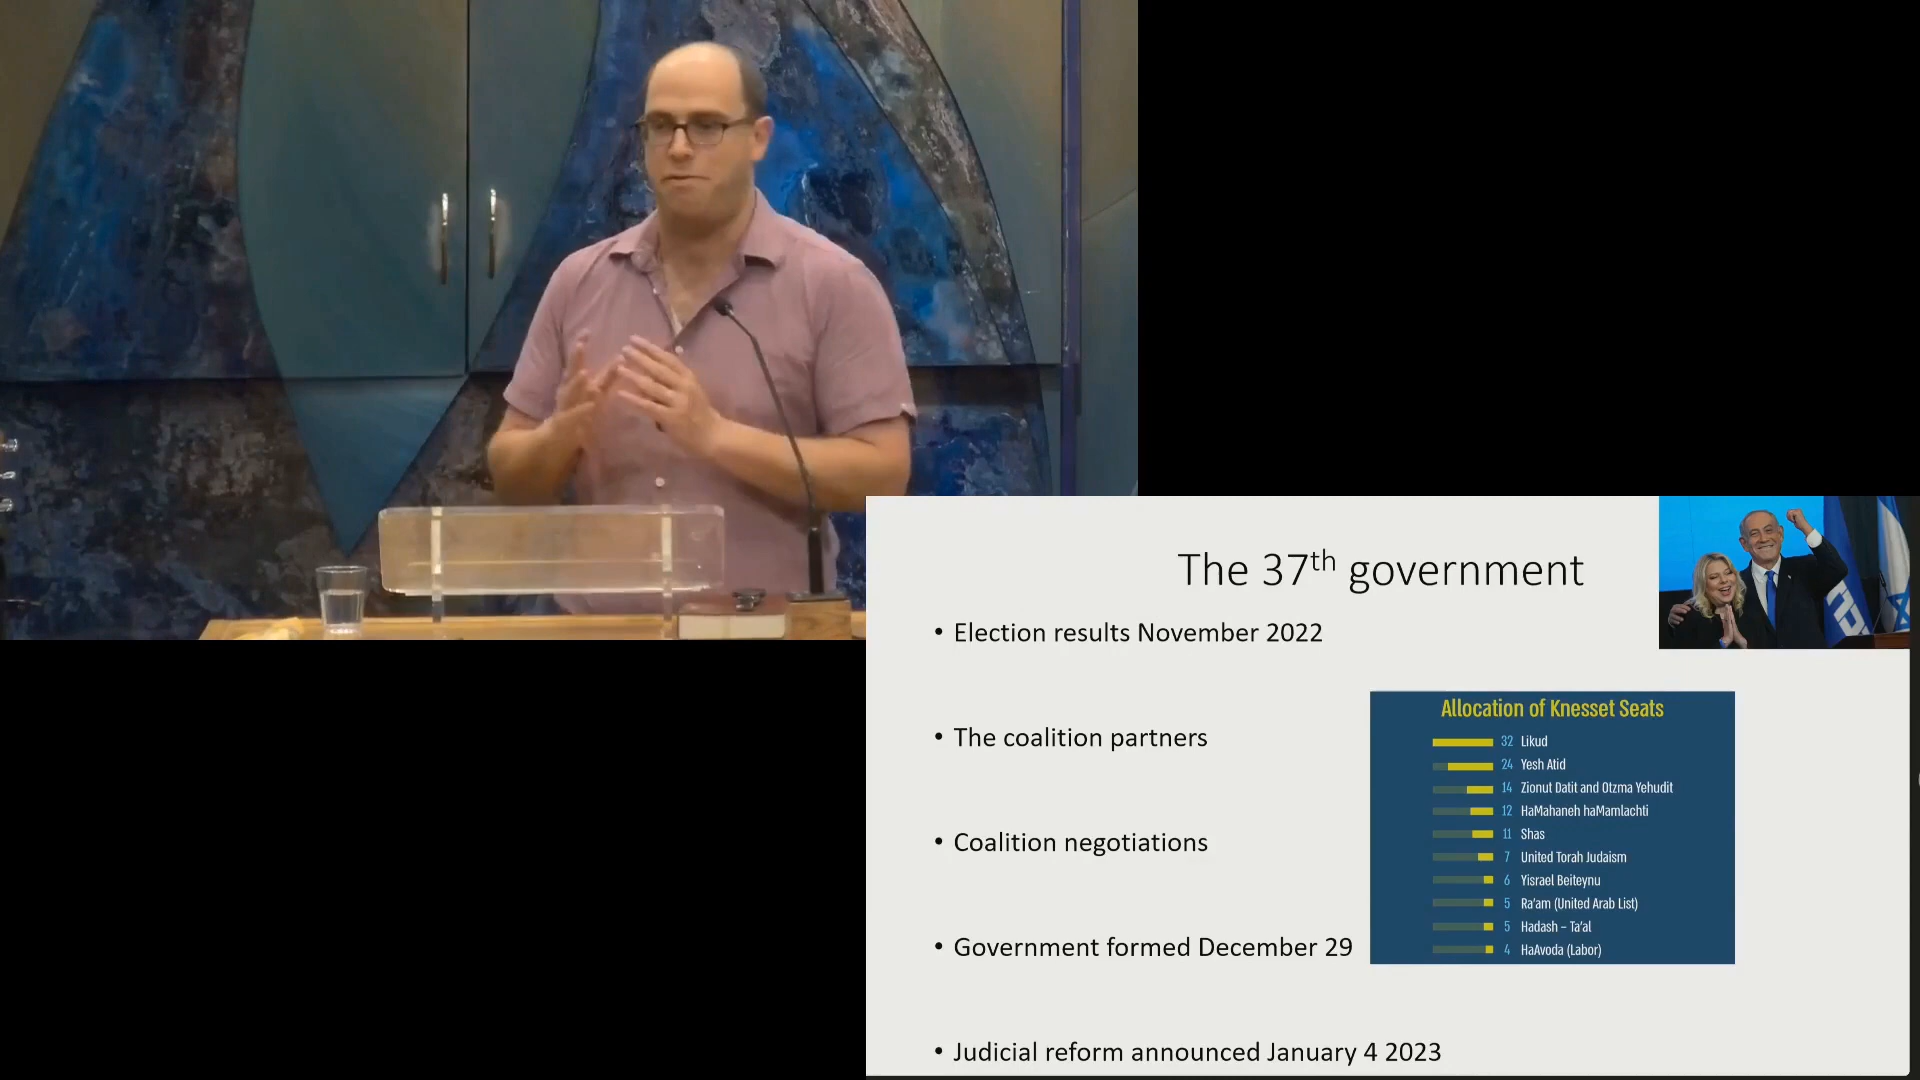 The 37th government
• Election results November 2022
• The coalition partners
• Coalition negotiations
• Government formed December 29
• Judicial reform announced January 4 2023
Allocation of Knesset Seats
32 Likud
24 Yesh Atid
14 Zionut Datit and Otzma Yehudit
12 HaMahaneh haMamlachti
11 Shas
7 United Torah Judaism
6 Yisrael Beiteynu
5 Ra'am (United Arab List)
5 Hadash – Ta'al
4 HaAvoda (Labor)